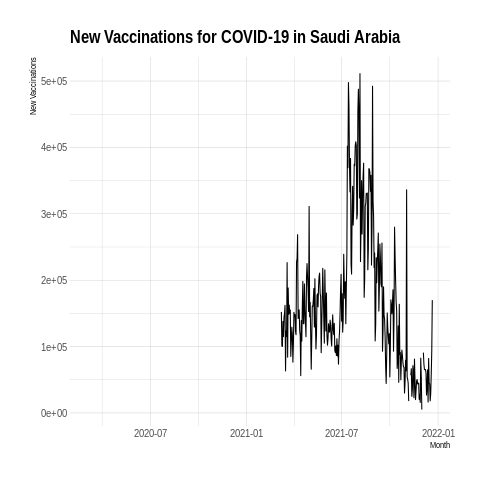 New Vaccinations for COVID-19 in Saudi Arabia
New Vaccinations
5e+05
4e+05
3e+05
2e+05
1e+05
0e+00
2020-07
2021-01
2021-07
2022-01
Month